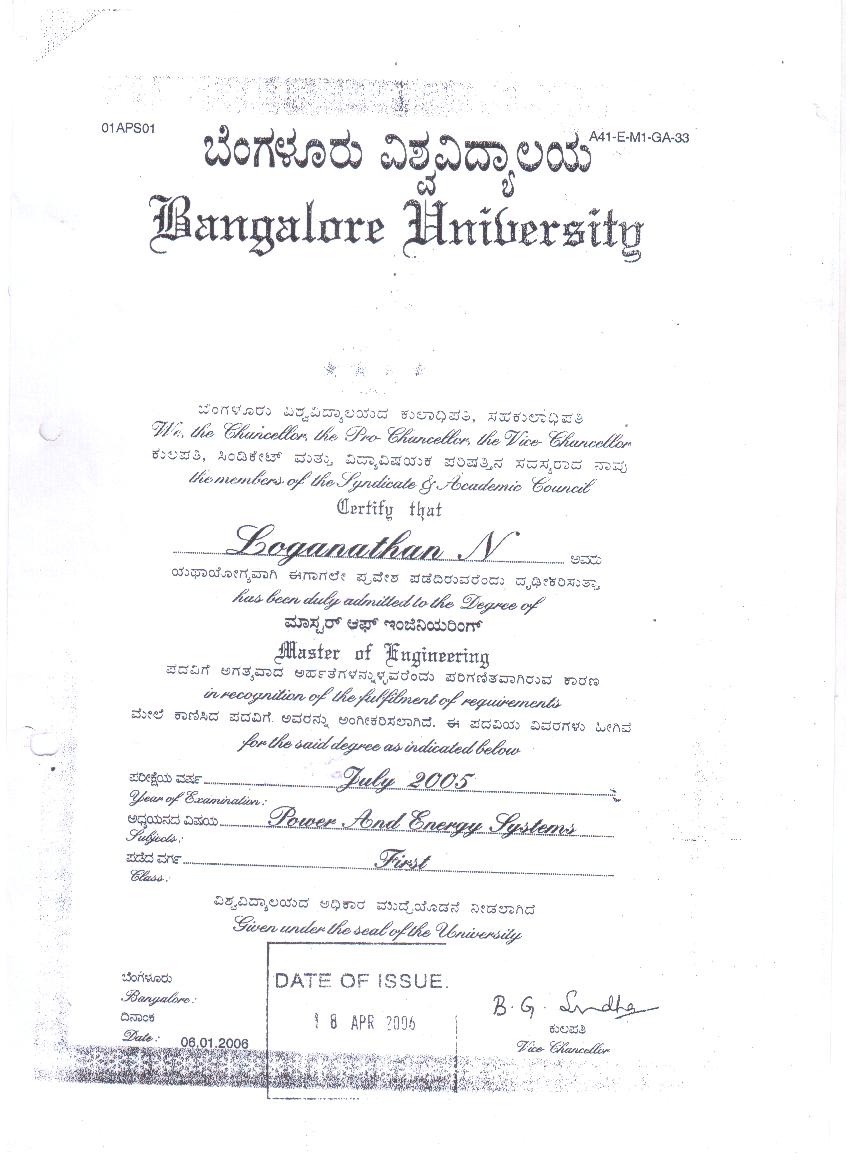 01APS01
A41-E-M1-GA-33
ಬೆಂಗಳೂರು ವಿಶ್ವವಿದ್ಯಾಲಯ
Bangalore University
ಬೆಂಗಳೂರು ವಿಶ್ವವಿದ್ಯಾಲಯದ ಕುಲಾಧಿಪತಿ, ಸಹಕುಲಾಧಿಪತಿ
We, the Chancellor, the Pro-Chancellor, the Vice-Chancellor
ಕುಲಪತಿ, ಸಿಂಡಿಕೇಟ್ ಮತ್ತು ವಿದ್ಯಾವಿಷಯಕ ಪರಿಷತ್ತಿನ ಸದಸ್ಯರಾದ ನಾವು
the members of the Syndicate & Academic Council
Certify that
Loganathan N ಅವರು
ಯಥಾಯೋಗ್ಯವಾಗಿ ಈಗಾಗಲೇ ಪ್ರವೇಶ ಪಡೆದಿರುವರೆಂದು ದೃಢೀಕರಿಸುತ್ತಾ
has been duly admitted to the Degree of
ಮಾಸ್ಟರ್ ಆಫ್ ಇಂಜಿನಿಯರಿಂಗ್
Master of Engineering
ಪದವಿಗೆ ಅಗತ್ಯವಾದ ಅರ್ಹತೆಗಳನ್ನುಳ್ಳವರೆಂದು ಪರಿಗಣಿತವಾಗಿರುವ ಕಾರಣ
in recognition of the fulfilment of requirements
ಮೇಲೆ ಕಾಣಿಸಿದ ಪದವಿಗೆ ಅವರನ್ನು ಅಂಗೀಕರಿಸಲಾಗಿದೆ. ಈ ಪದವಿಯ ವಿವರಗಳು ಹೀಗಿವೆ
for the said degree as indicated below
ಪರೀಕ್ಷೆಯ ವರ್ಷ July 2005
Year of Examination:
ಅಧ್ಯಯನದ ವಿಷಯ Power And Energy Systems
Subjects:
ಪಡೆದ ವರ್ಗ First
Class:
ವಿಶ್ವವಿದ್ಯಾಲಯದ ಅಧಿಕಾರ ಮುದ್ರೆಯೊಡನೆ ನೀಡಲಾಗಿದೆ
Given under the seal of the University
ಬೆಂಗಳೂರು
Bangalore:
ದಿನಾಂಕ
Date: 06.01.2006
DATE OF ISSUE.
18 APR 2006
B. G.
ಕುಲಪತಿ
Vice Chancellor